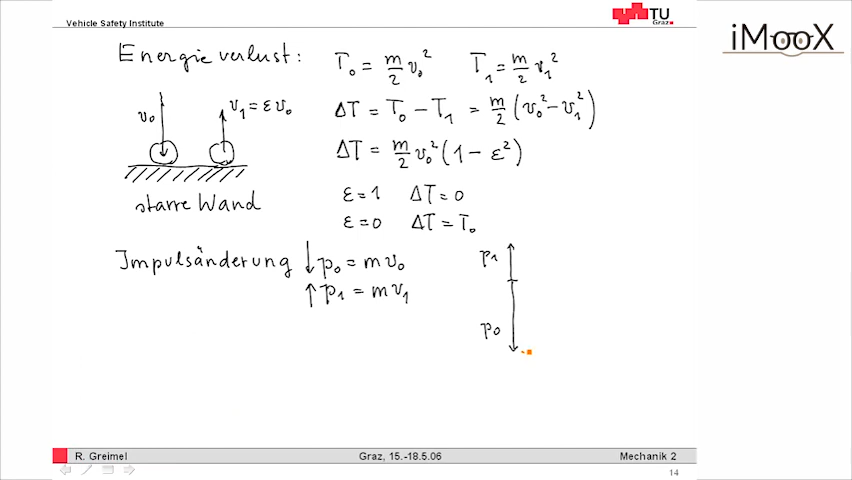 Vehicle Safety Institute
TU
Graz
iMooX
Energieverlust: T₀ = m/2 v₀² T₁ = m/2 v₁²
v₀ v₁ = εv₀ ΔT = T₀ − T₁ = m/2 (v₀² − v₁²)
ΔT = m/2 v₀² (1 − ε²)
starre Wand
ε = 1 ΔT = 0
ε = 0 ΔT = T₀
Impulsänderung ↓ p₀ = m v₀
↑ p₁ = m v₁
p₁
p₀
R. Greimel Graz, 15.-18.5.06 Mechanik 2
14